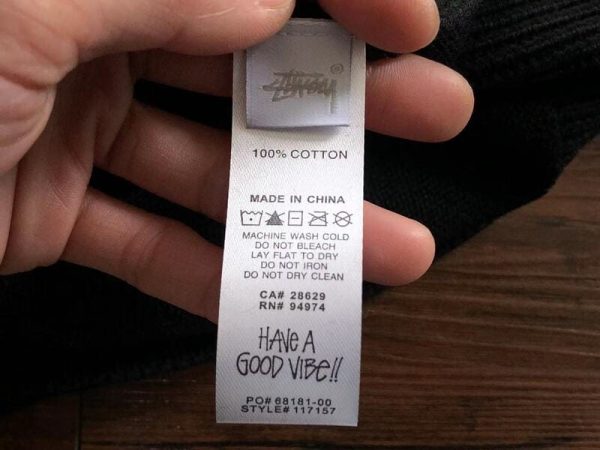 Stüssy ®
100% COTTON
MADE IN CHINA
MACHINE WASH COLD
DO NOT BLEACH
LAY FLAT TO DRY
DO NOT IRON
DO NOT DRY CLEAN
CA# 28629
RN# 94974
HAVe A
GOOD VIBe!!
PO# 68181-00
STYLE# 117157